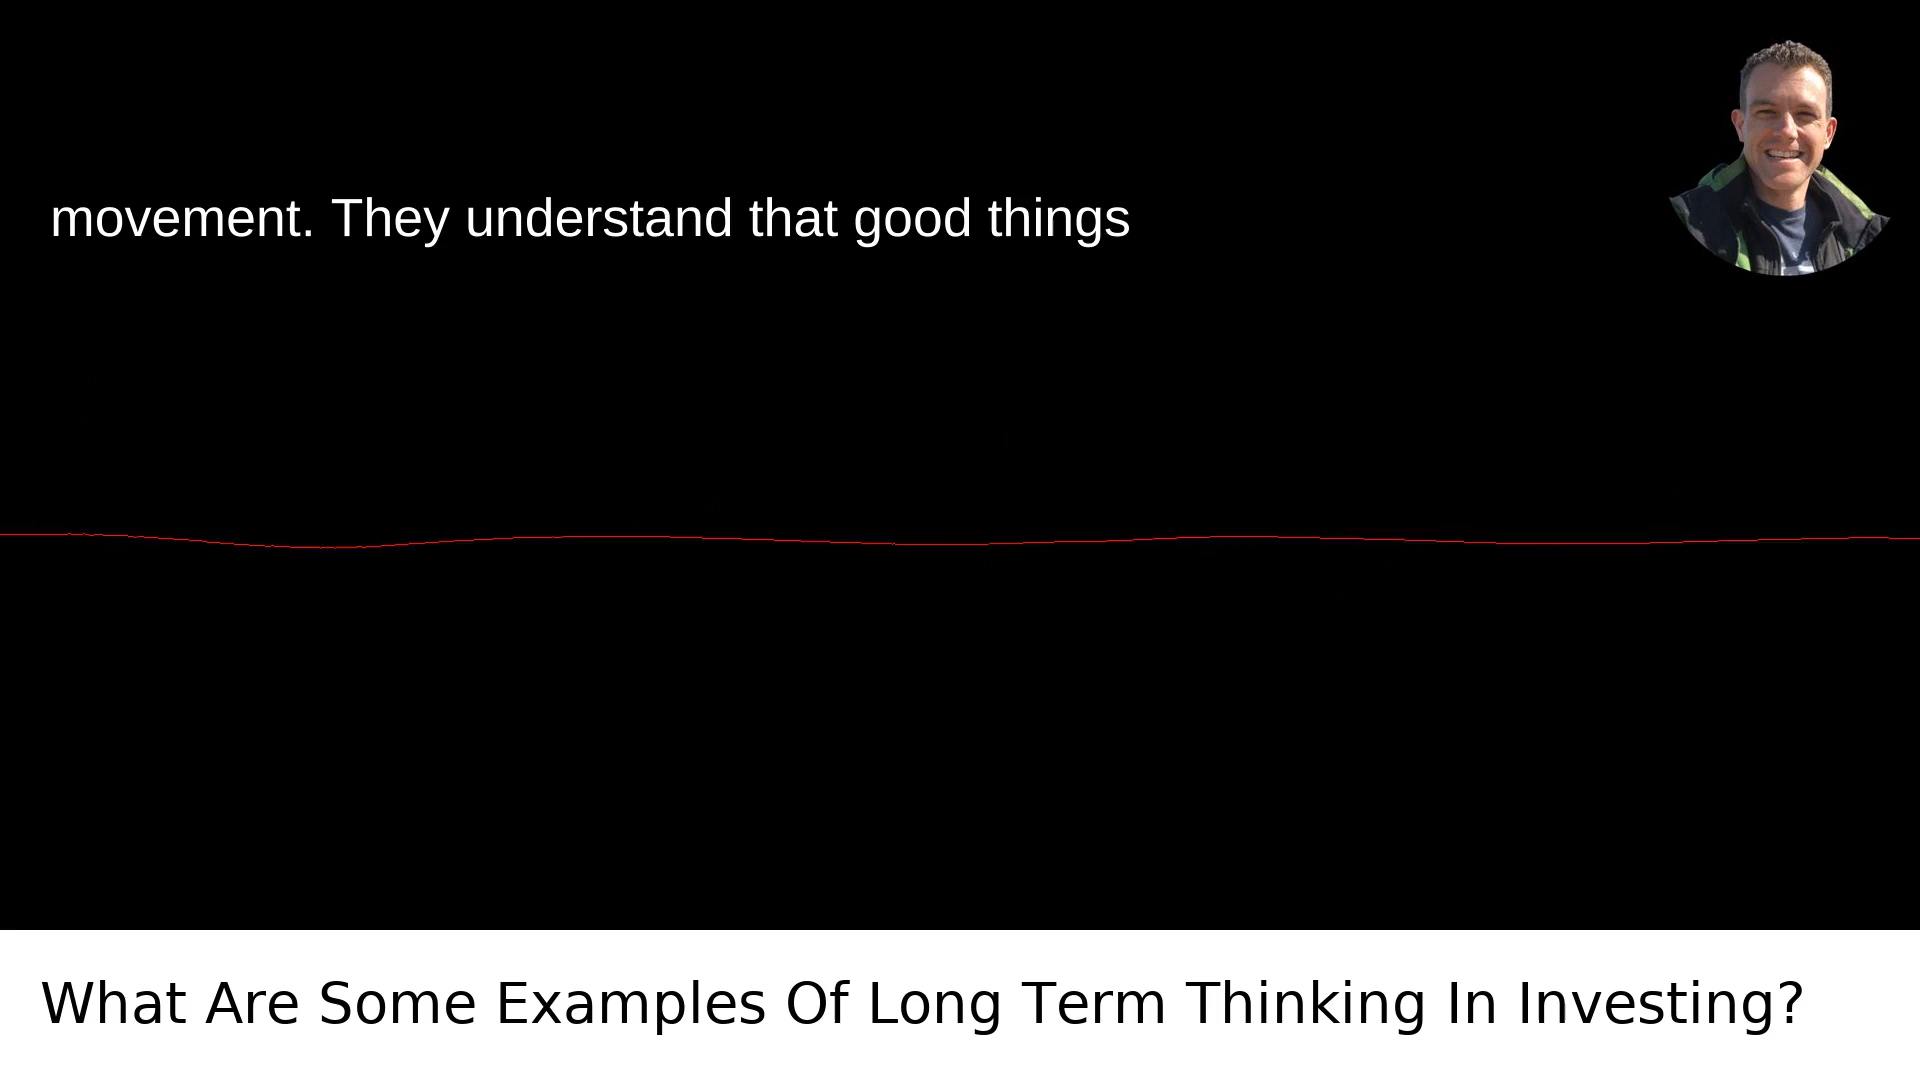 movement. They understand that good things
What Are Some Examples Of Long Term Thinking In Investing?